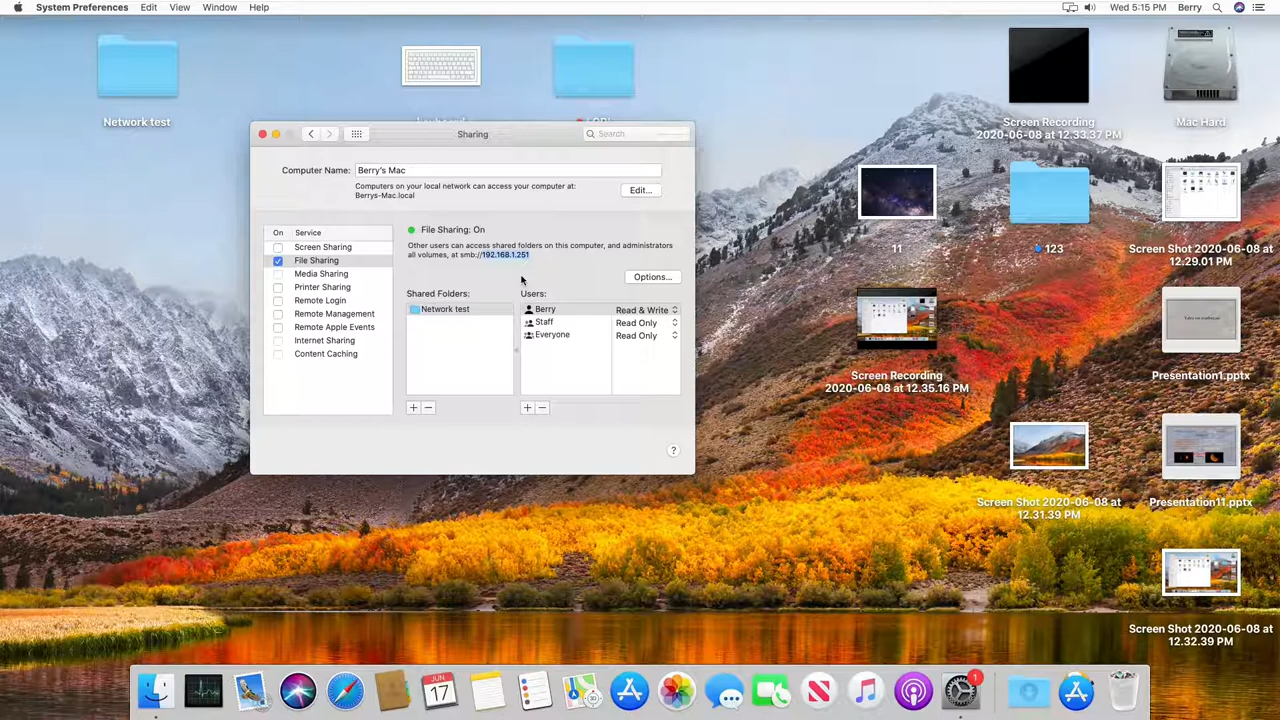 System Preferences Edit View Window Help
Wed 5:15 PM Berry
Network test
Screen Recording
2020-06-08 at 12.33.37 PM
Mac Hard
Sharing
Search
Computer Name: Berry's Mac
Computers on your local network can access your computer at:
Berrys-Mac.local
Edit...
11
123
Screen Shot 2020-06-08 at
12.29.01 PM
On Service
Screen Sharing
File Sharing
Media Sharing
Printer Sharing
Remote Login
Remote Management
Remote Apple Events
Internet Sharing
Content Caching
File Sharing: On
Other users can access shared folders on this computer, and administrators
all volumes, at smb://192.168.1.251
Options...
Shared Folders:
Network test
Users:
Berry Read & Write
Staff Read Only
Everyone Read Only
+ − + −
?
Screen Recording
2020-06-08 at 12.35.16 PM
Presentation1.pptx
Screen Shot 2020-06-08 at
12.31.39 PM
Presentation11.pptx
Screen Shot 2020-06-08 at
12.32.39 PM
JUN
17
1